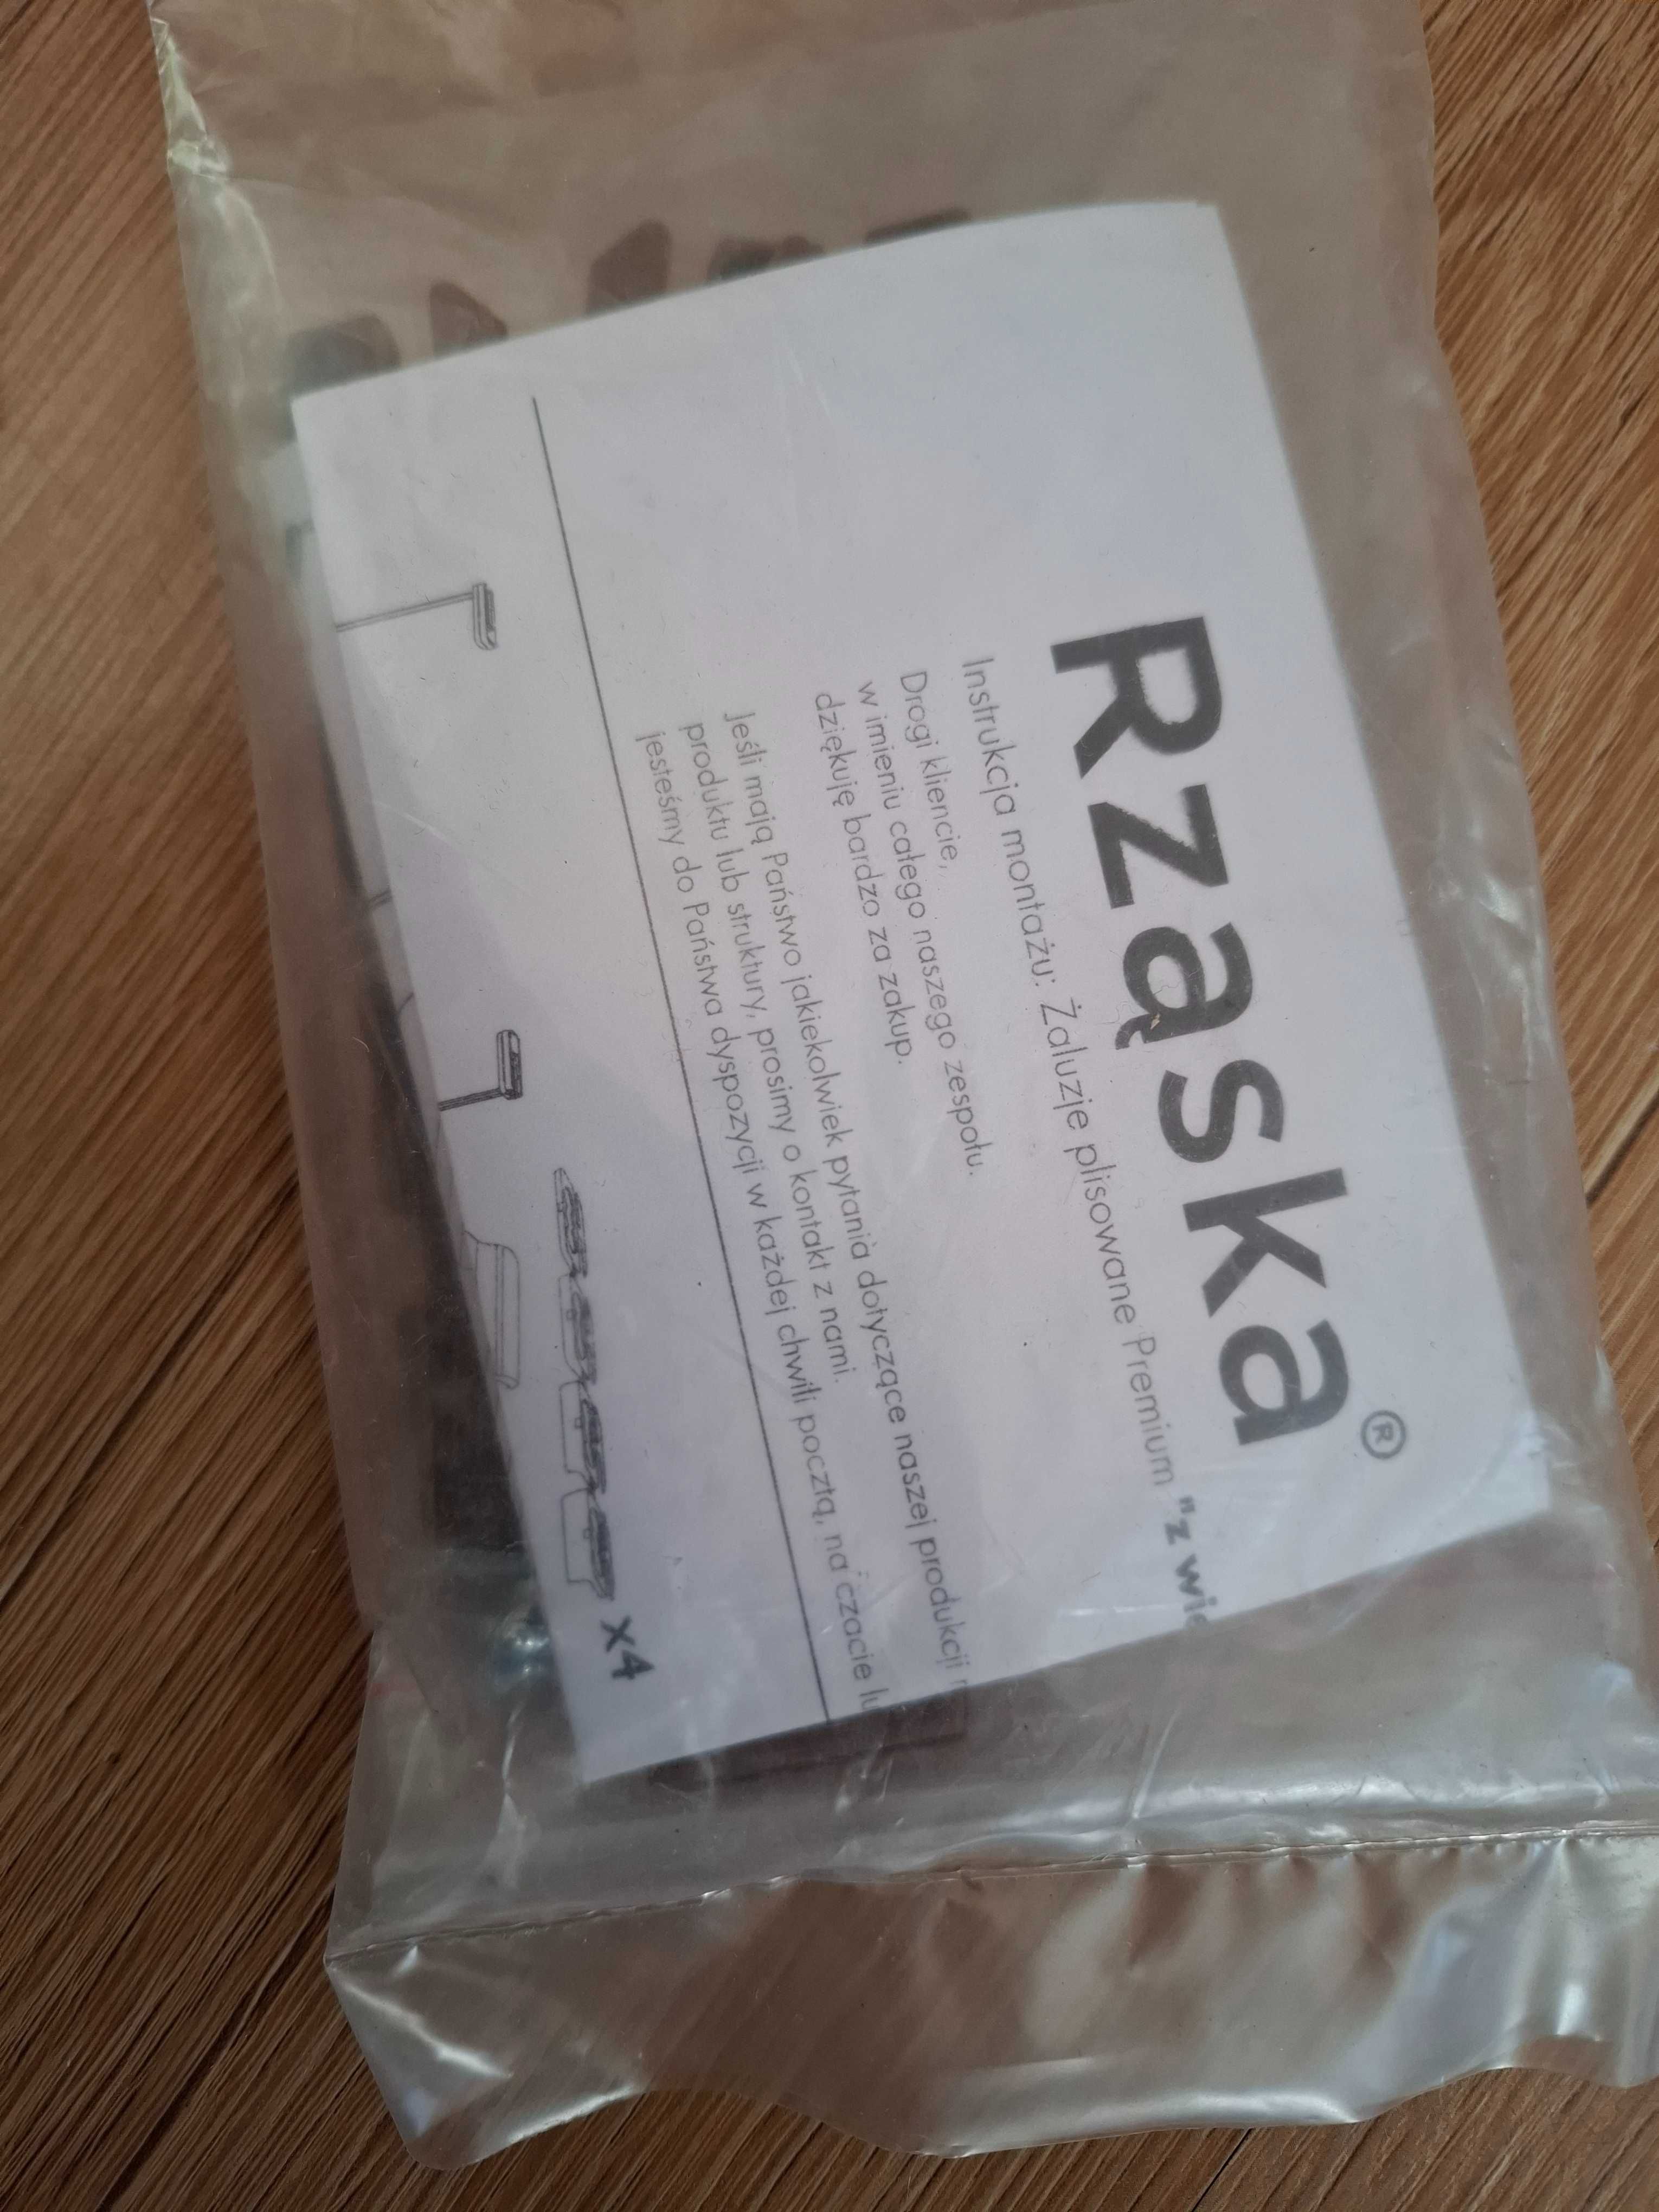 Rząska®
Instrukcja montażu: Żaluzje plisowane Premium "z
Drogi kliencie,
w imieniu całego naszego zespołu.
dziękuję bardzo za zakup.
Jeśli mają Państwo jakiekolwiek pytania dotyczące naszej produkcji
produktu lub struktury, prosimy o kontakt z nami.
jesteśmy do Państwa dyspozycji w każdej chwili pocztą, na czacie
x4